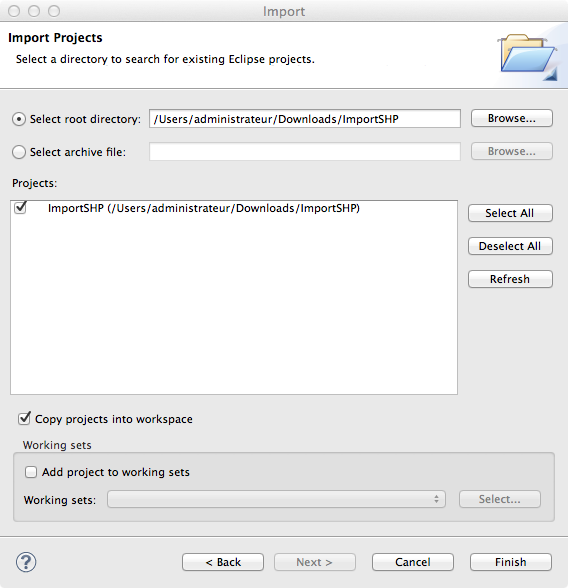 Import
Import Projects
Select a directory to search for existing Eclipse projects.
Select root directory: /Users/administrateur/Downloads/ImportSHP Browse...
Select archive file: Browse...
Projects:
ImportSHP (/Users/administrateur/Downloads/ImportSHP)
Select All
Deselect All
Refresh
Copy projects into workspace
Working sets
Add project to working sets
Working sets: Select...
? < Back Next > Cancel Finish